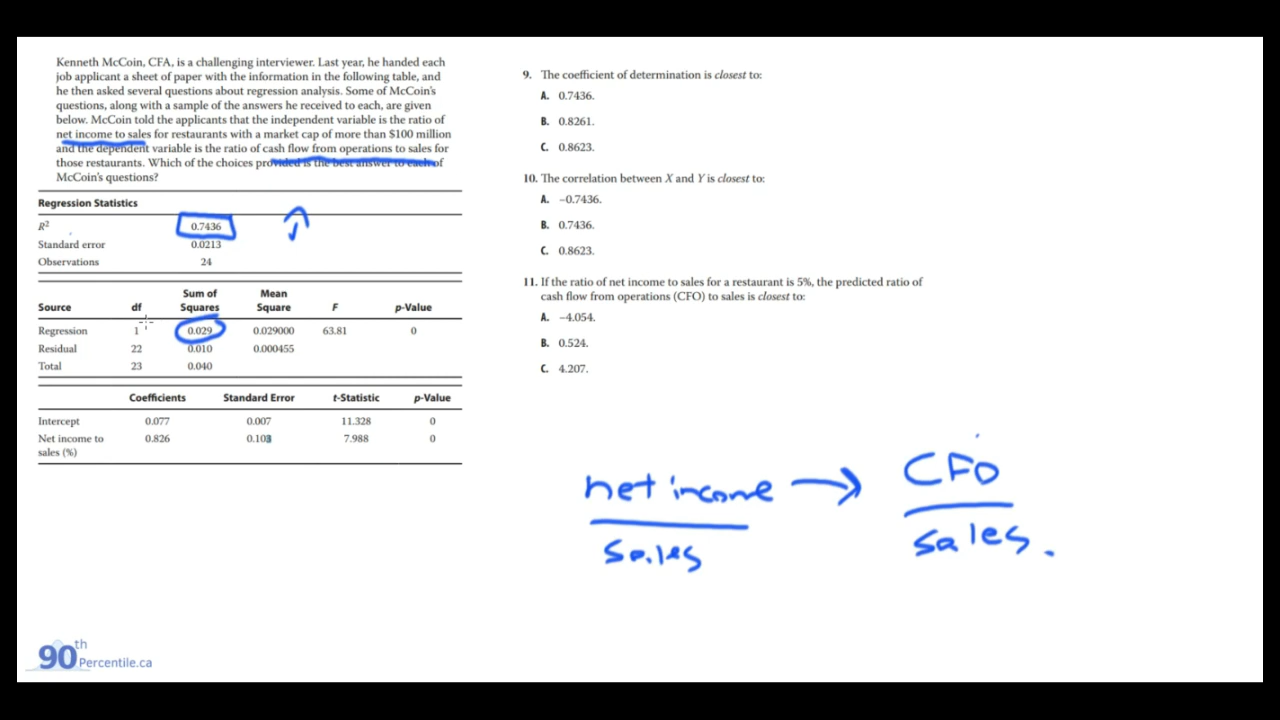 Kenneth McCoin, CFA, is a challenging interviewer. Last year, he handed each
job applicant a sheet of paper with the information in the following table, and
he then asked several questions about regression analysis. Some of McCoin's
questions, along with a sample of the answers he received to each, are given
below. McCoin told the applicants that the independent variable is the ratio of
net income to sales for restaurants with a market cap of more than $100 million
and the dependent variable is the ratio of cash flow from operations to sales for
those restaurants. Which of the choices provided is the best answer to each of
McCoin's questions?
Regression Statistics
R² 0.7436
Standard error 0.0213
Observations 24
Source df Sum of Squares Mean Square F p-Value
Regression 1 0.029 0.029000 63.81 0
Residual 22 0.010 0.000455
Total 23 0.040
Coefficients Standard Error t-Statistic p-Value
Intercept 0.077 0.007 11.328 0
Net income to sales (%) 0.826 0.103 7.988 0
9. The coefficient of determination is closest to:
A. 0.7436.
B. 0.8261.
C. 0.8623.
10. The correlation between X and Y is closest to:
A. −0.7436.
B. 0.7436.
C. 0.8623.
11. If the ratio of net income to sales for a restaurant is 5%, the predicted ratio of
cash flow from operations (CFO) to sales is closest to:
A. −4.054.
B. 0.524.
C. 4.207.
net income → CFO
sales sales.
90th Percentile.ca